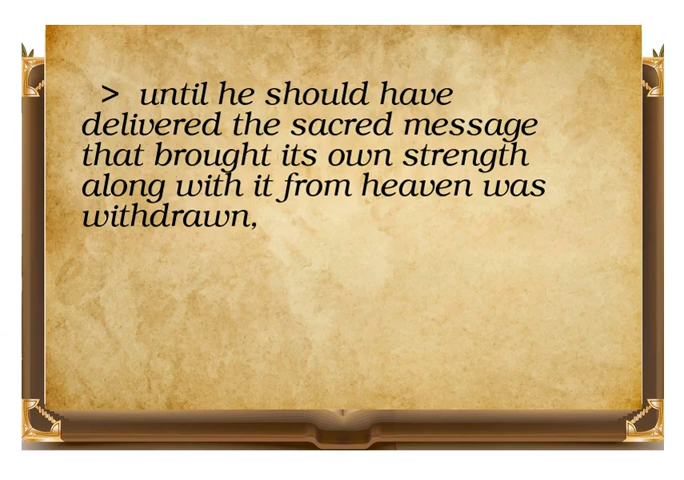 > until he should have
delivered the sacred message
that brought its own strength
along with it from heaven was
withdrawn,